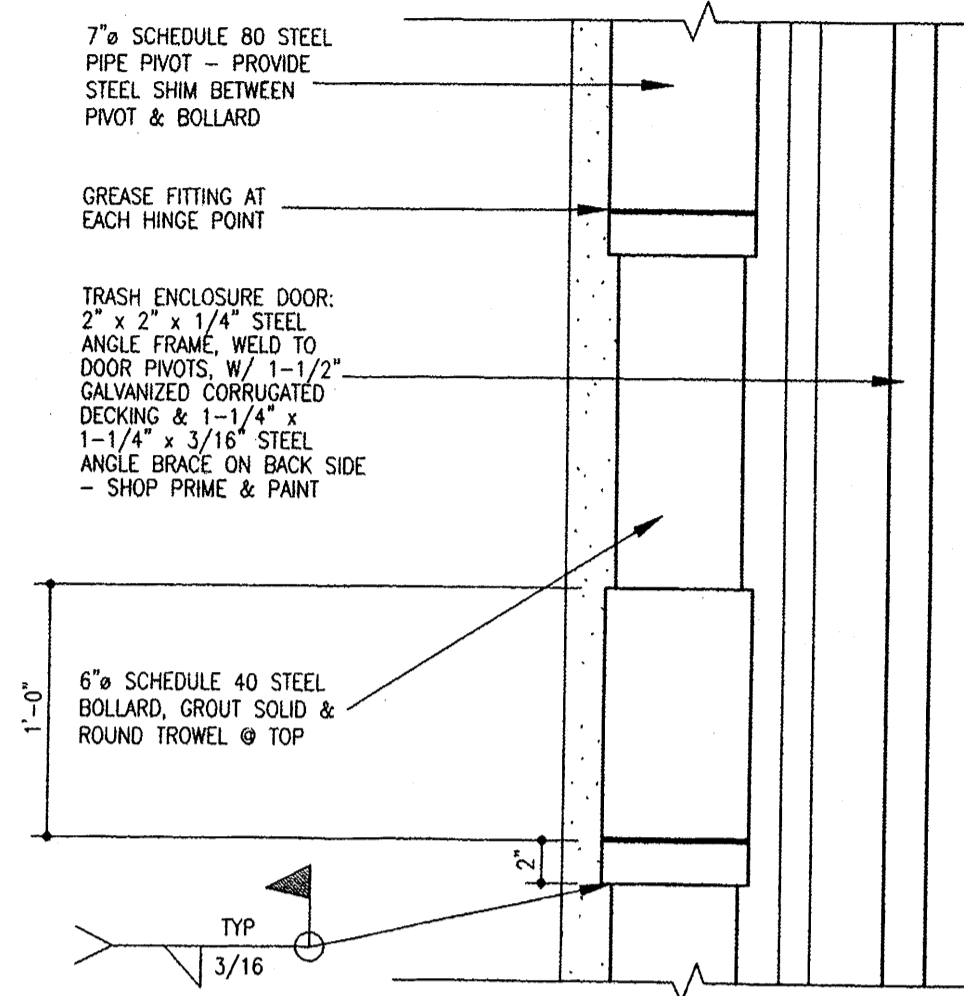 7"ø SCHEDULE 80 STEEL
PIPE PIVOT – PROVIDE
STEEL SHIM BETWEEN
PIVOT & BOLLARD
GREASE FITTING AT
EACH HINGE POINT
TRASH ENCLOSURE DOOR:
2" x 2" x 1/4" STEEL
ANGLE FRAME, WELD TO
DOOR PIVOTS, W/ 1-1/2"
GALVANIZED CORRUGATED
DECKING & 1-1/4" x
1-1/4" x 3/16" STEEL
ANGLE BRACE ON BACK SIDE
– SHOP PRIME & PAINT
1'-0"
6"ø SCHEDULE 40 STEEL
BOLLARD, GROUT SOLID &
ROUND TROWEL @ TOP
2"
TYP
3/16